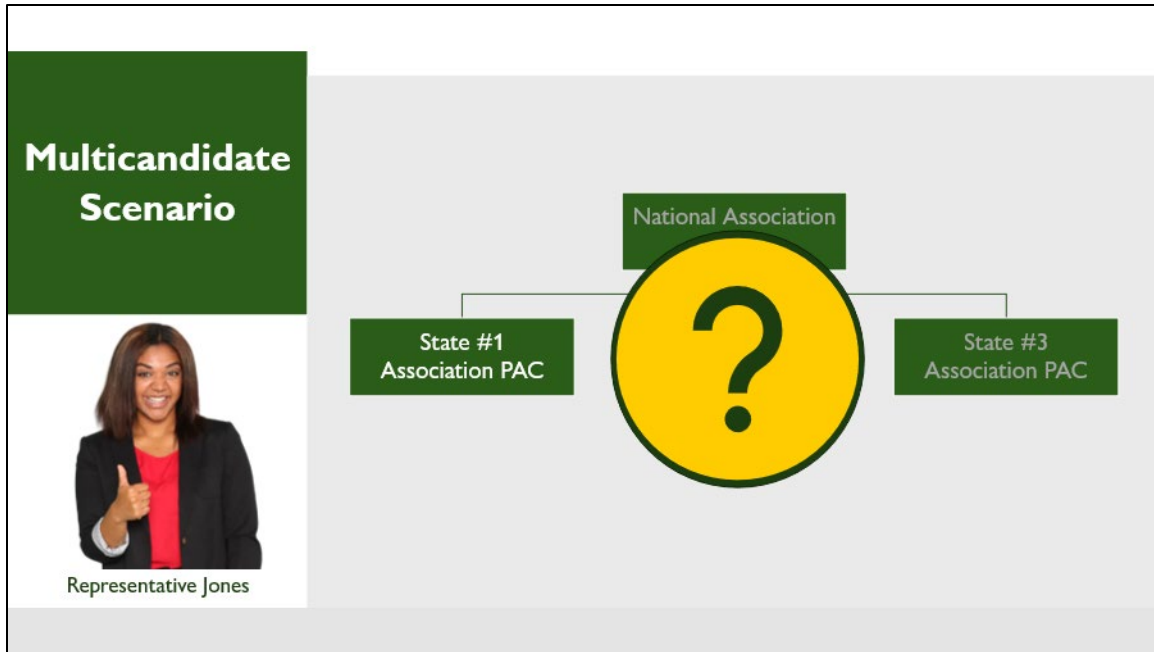 Multicandidate
Scenario
National Association
?
State #1
Association PAC
State #3
Association PAC
Representative Jones